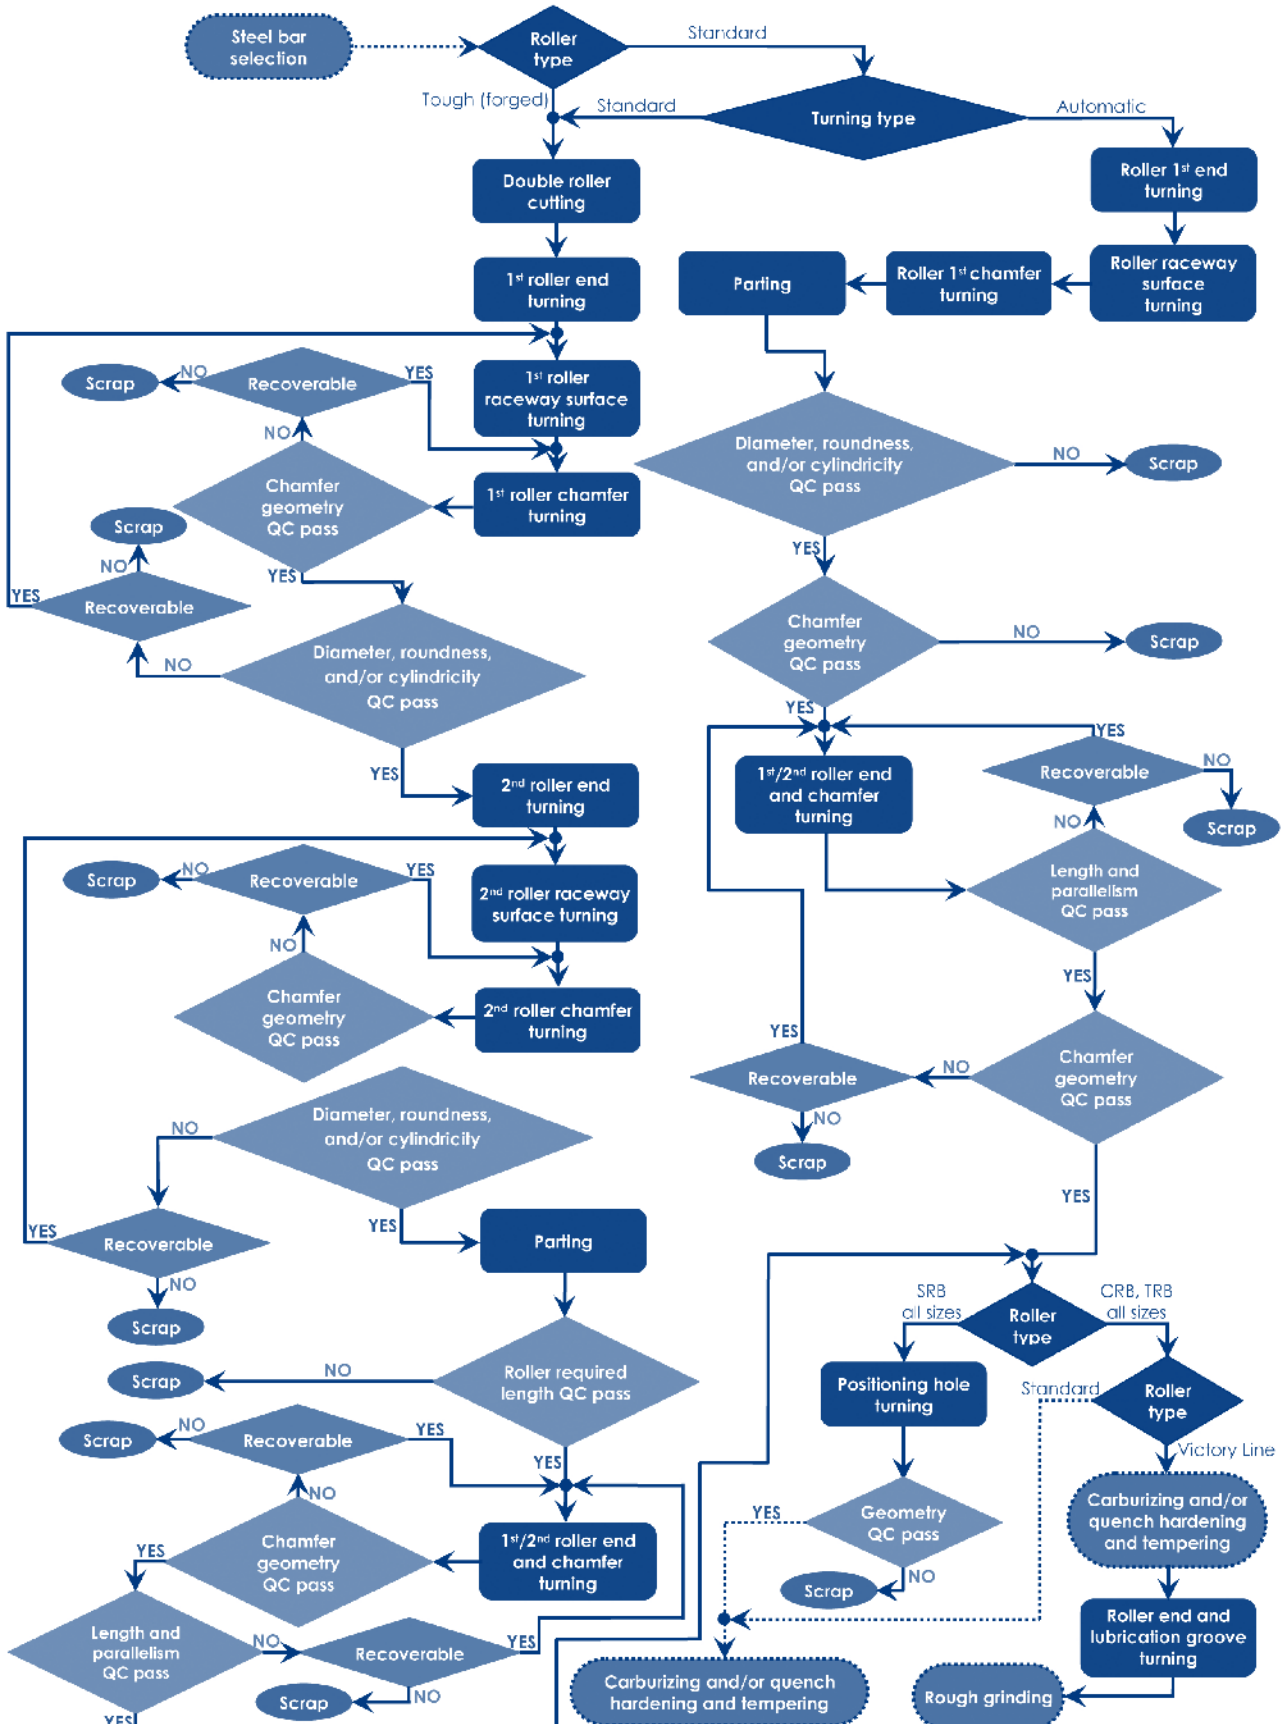 Steel bar
selection
Roller
type
Standard
Tough (forged)
Standard
Turning type
Automatic
Double roller
cutting
Roller 1st end
turning
1st roller end
turning
Parting
Roller 1st chamfer
turning
Roller raceway
surface
turning
Scrap
NO
Recoverable
YES
1st roller
raceway surface
turning
NO
Diameter, roundness,
and/or cylindricity
QC pass
NO
Scrap
Chamfer
geometry
QC pass
1st roller chamfer
turning
Scrap
NO
YES
YES
YES
Recoverable
NO
Diameter, roundness,
and/or cylindricity
QC pass
Chamfer
geometry
QC pass
NO
Scrap
YES
YES
YES
2nd roller end
turning
1st/2nd roller end
and chamfer
turning
Recoverable
NO
Scrap
NO
Scrap
NO
Recoverable
YES
2nd roller raceway
surface turning
Length and
parallelism
QC pass
NO
YES
Chamfer
geometry
QC pass
2nd roller chamfer
turning
YES
Recoverable
NO
Chamfer
geometry
QC pass
NO
Scrap
Diameter, roundness,
and/or cylindricity
QC pass
NO
YES
YES
YES
Recoverable
Parting
NO
Scrap
SRB
all sizes
Roller
type
CRB, TRB
all sizes
Scrap
NO
Roller required
length QC pass
Positioning hole
turning
Standard
Roller
type
Scrap
NO
Recoverable
YES
YES
Victory Line
NO
Chamfer
geometry
QC pass
1st/2nd roller end
and chamfer
turning
YES
YES
Geometry
QC pass
NO
Scrap
Carburizing and/or
quench hardening
and tempering
Length and
parallelism
QC pass
NO
Recoverable
YES
Roller end and
lubrication groove
turning
NO
Scrap
Carburizing and/or quench
hardening and tempering
Rough grinding
YES